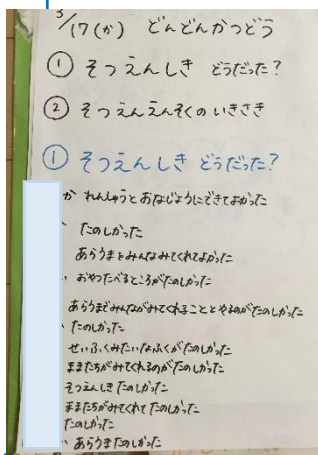 3/17(か) どんどんかつどう
① そつえんしき どうだった?
② そつえんえんそくのいきさき
① そつえんしき どうだった?
か れんしゅうとおなじようにできてよかった
たのしかった
あらうまをみんなみてくれてよかった
おやつたべるところがたのしかった
あらうまでみんながみてくれることとやるのがたのしかった
たのしかった
せいふくみたいなふくがたのしかった
ままたちがみてくれるのがたのしかった
そつえんしきたのしかった
ままたちがみてくれてたのしかった
たのしかった
あらうまたのしかった